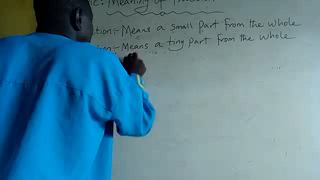 Meaning of
Means a small part from the whole
Means a tiny part from the whole